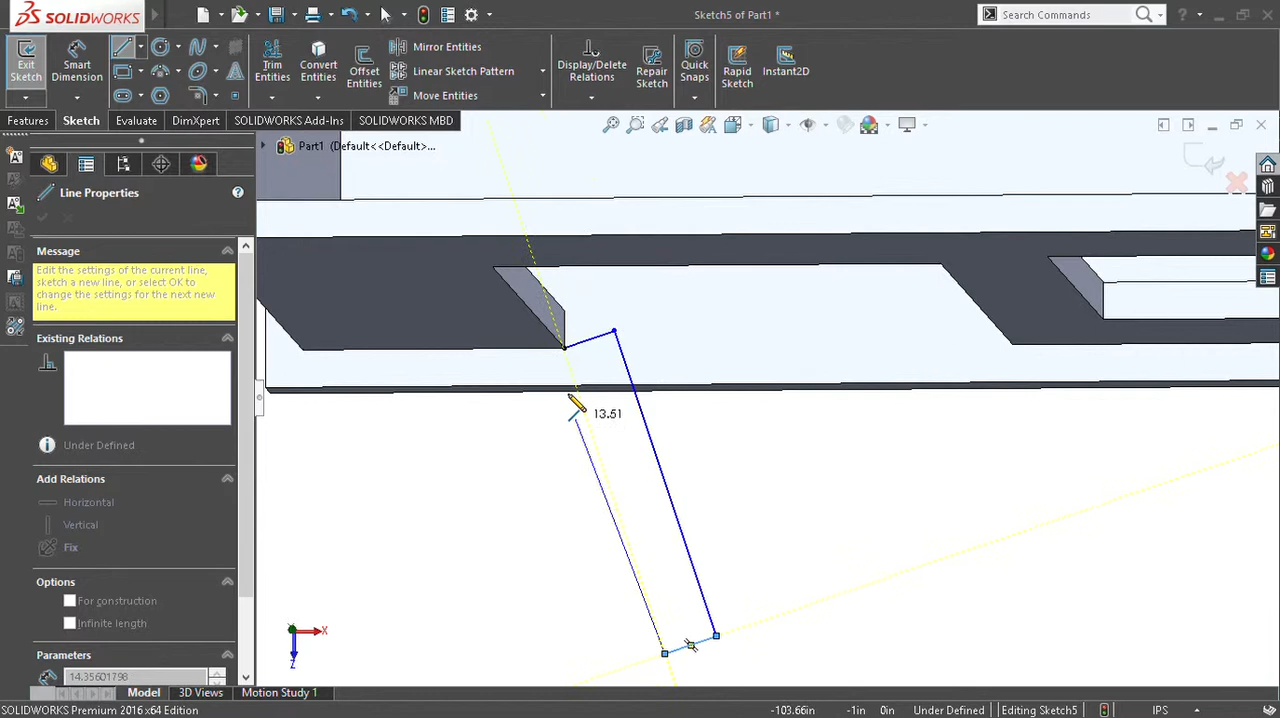 SOLIDWORKS
Sketch5 of Part1 *
Search Commands
?
Exit Sketch
Smart Dimension
Trim Entities
Convert Entities
Offset Entities
Mirror Entities
Linear Sketch Pattern
Move Entities
Display/Delete Relations
Repair Sketch
Quick Snaps
Rapid Sketch
Instant2D
Features
Sketch
Evaluate
DimXpert
SOLIDWORKS Add-Ins
SOLIDWORKS MBD
Part1 (Default<<Default>...
Line Properties
?
Message
Edit the settings of the current line,
sketch a new line, or select OK to
change the settings for the next new
line.
Existing Relations
Under Defined
Add Relations
Horizontal
Vertical
Fix
Options
For construction
Infinite length
Parameters
14.35601798
13.51
X
Z
Model
3D Views
Motion Study 1
SOLIDWORKS Premium 2016 x64 Edition
-103.66in
-1in
0in
Under Defined
Editing Sketch5
IPS